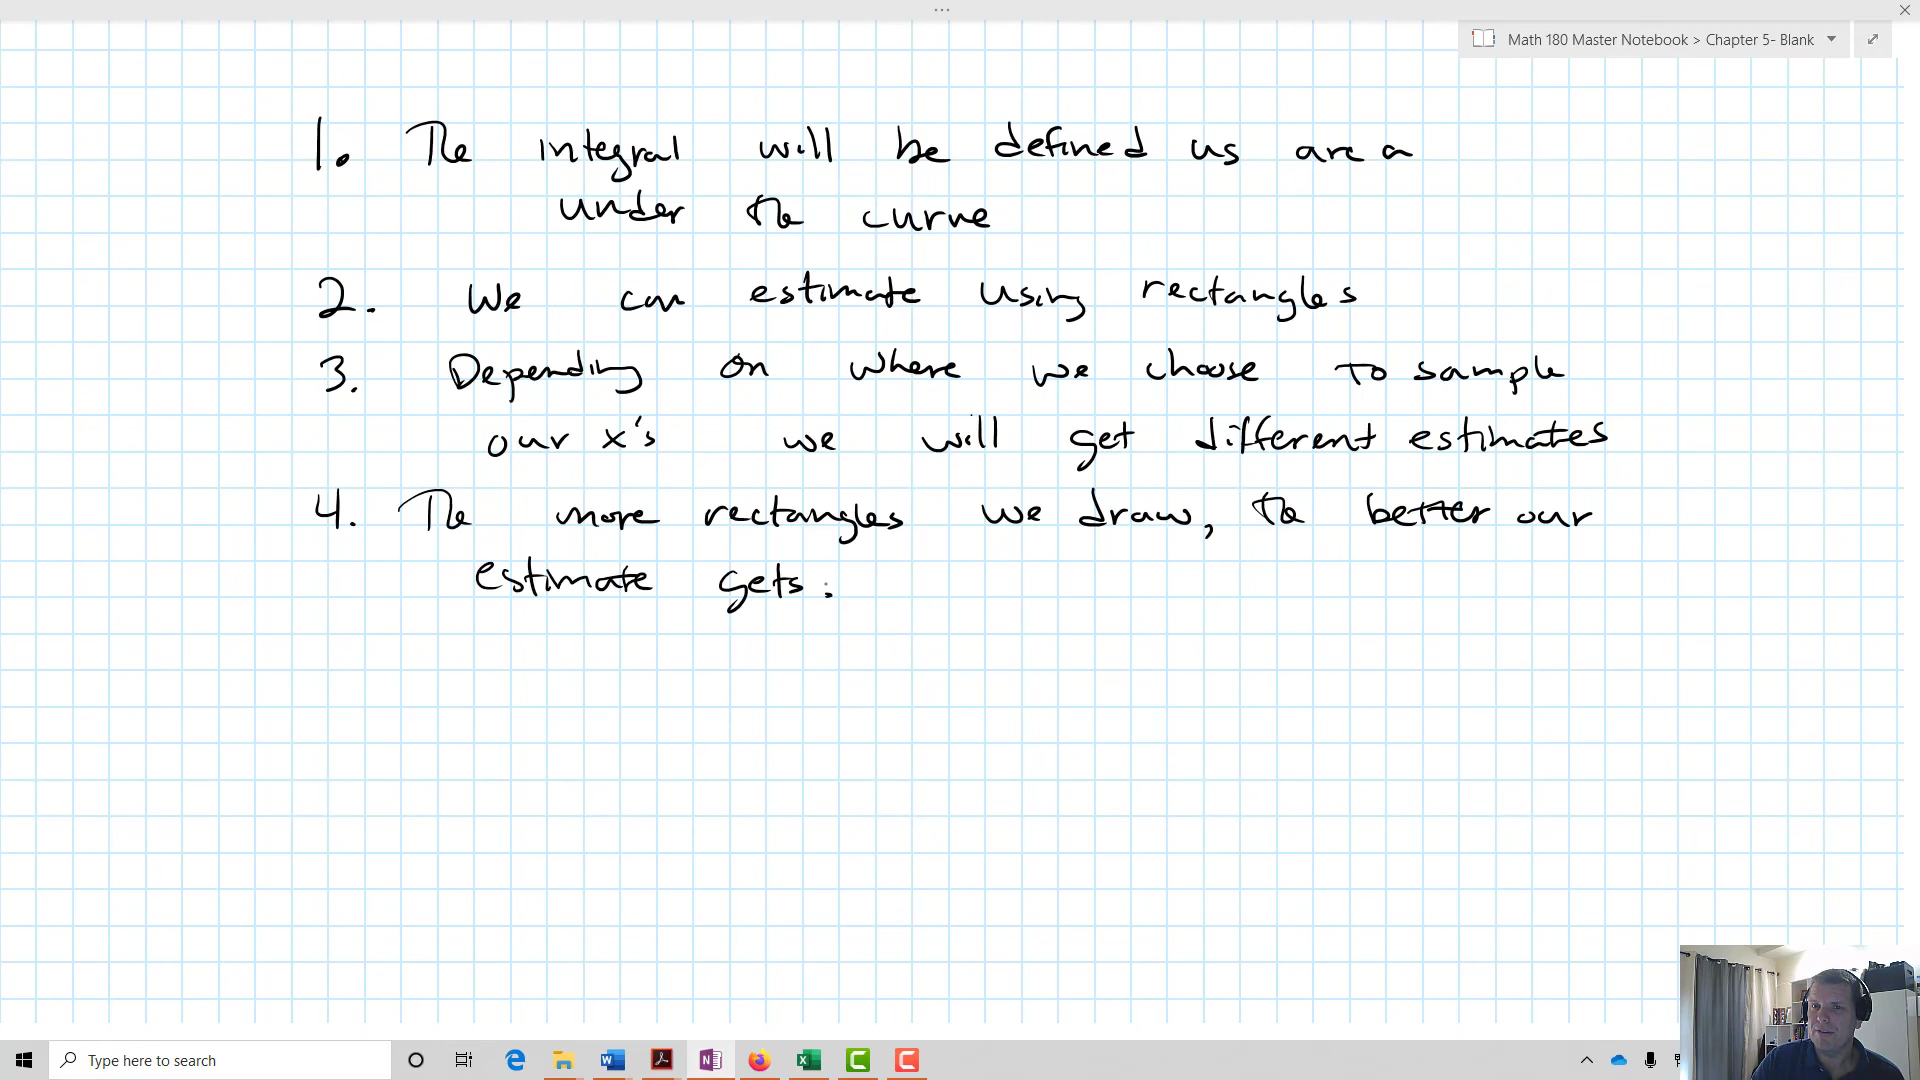 ...
Math 180 Master Notebook > Chapter 5- Blank
1. The integral will be defined us area
under the curve
2. We can estimate using rectangles
3. Depending on where we choose to sample
our x's we will get different estimates
4. The more rectangles we draw, the better our
estimate gets.
Type here to search